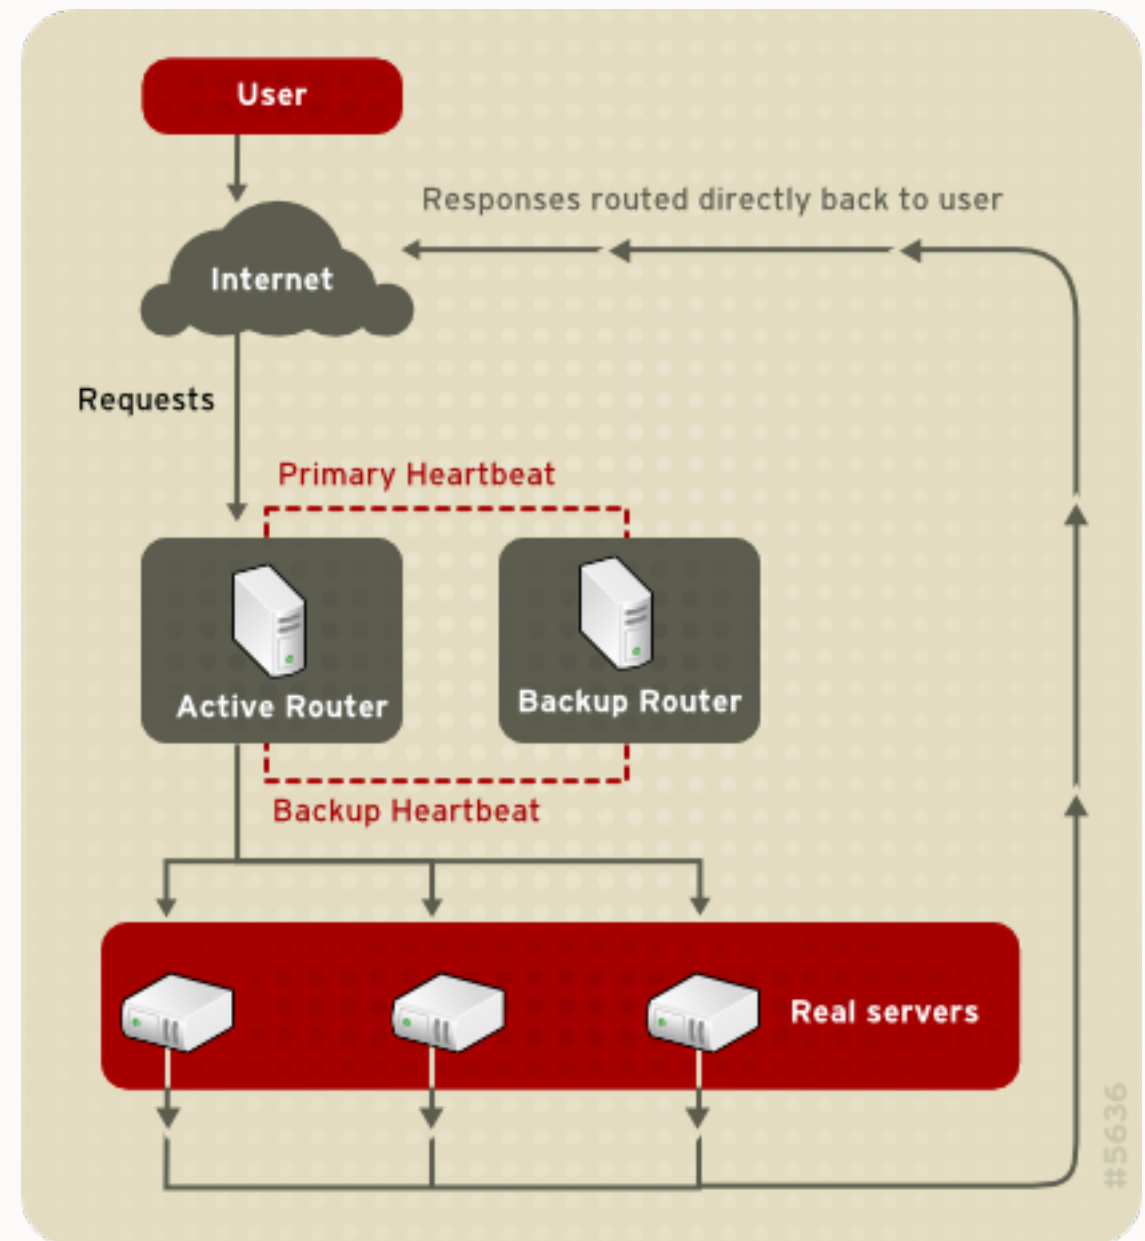 User
Responses routed directly back to user
Internet
Requests
Primary Heartbeat
Active Router
Backup Router
Backup Heartbeat
Real servers
#5636